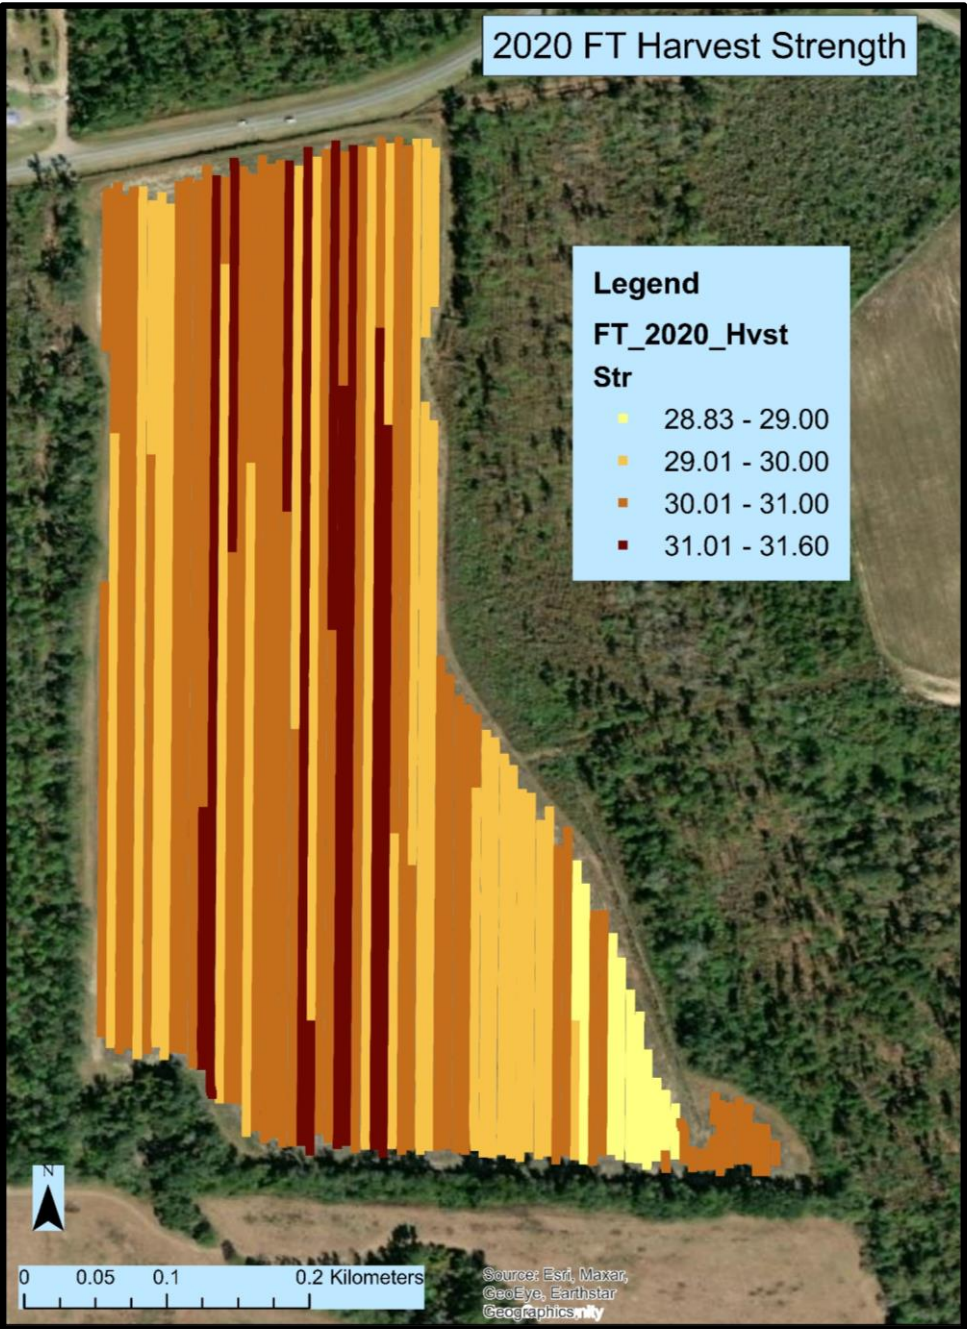 2020 FT Harvest Strength
Legend
FT_2020_Hvst
Str
28.83 - 29.00
29.01 - 30.00
30.01 - 31.00
31.01 - 31.60
N
0 0.05 0.1 0.2 Kilometers
Source: Esri, Maxar,
GeoEye, Earthstar
Geographics